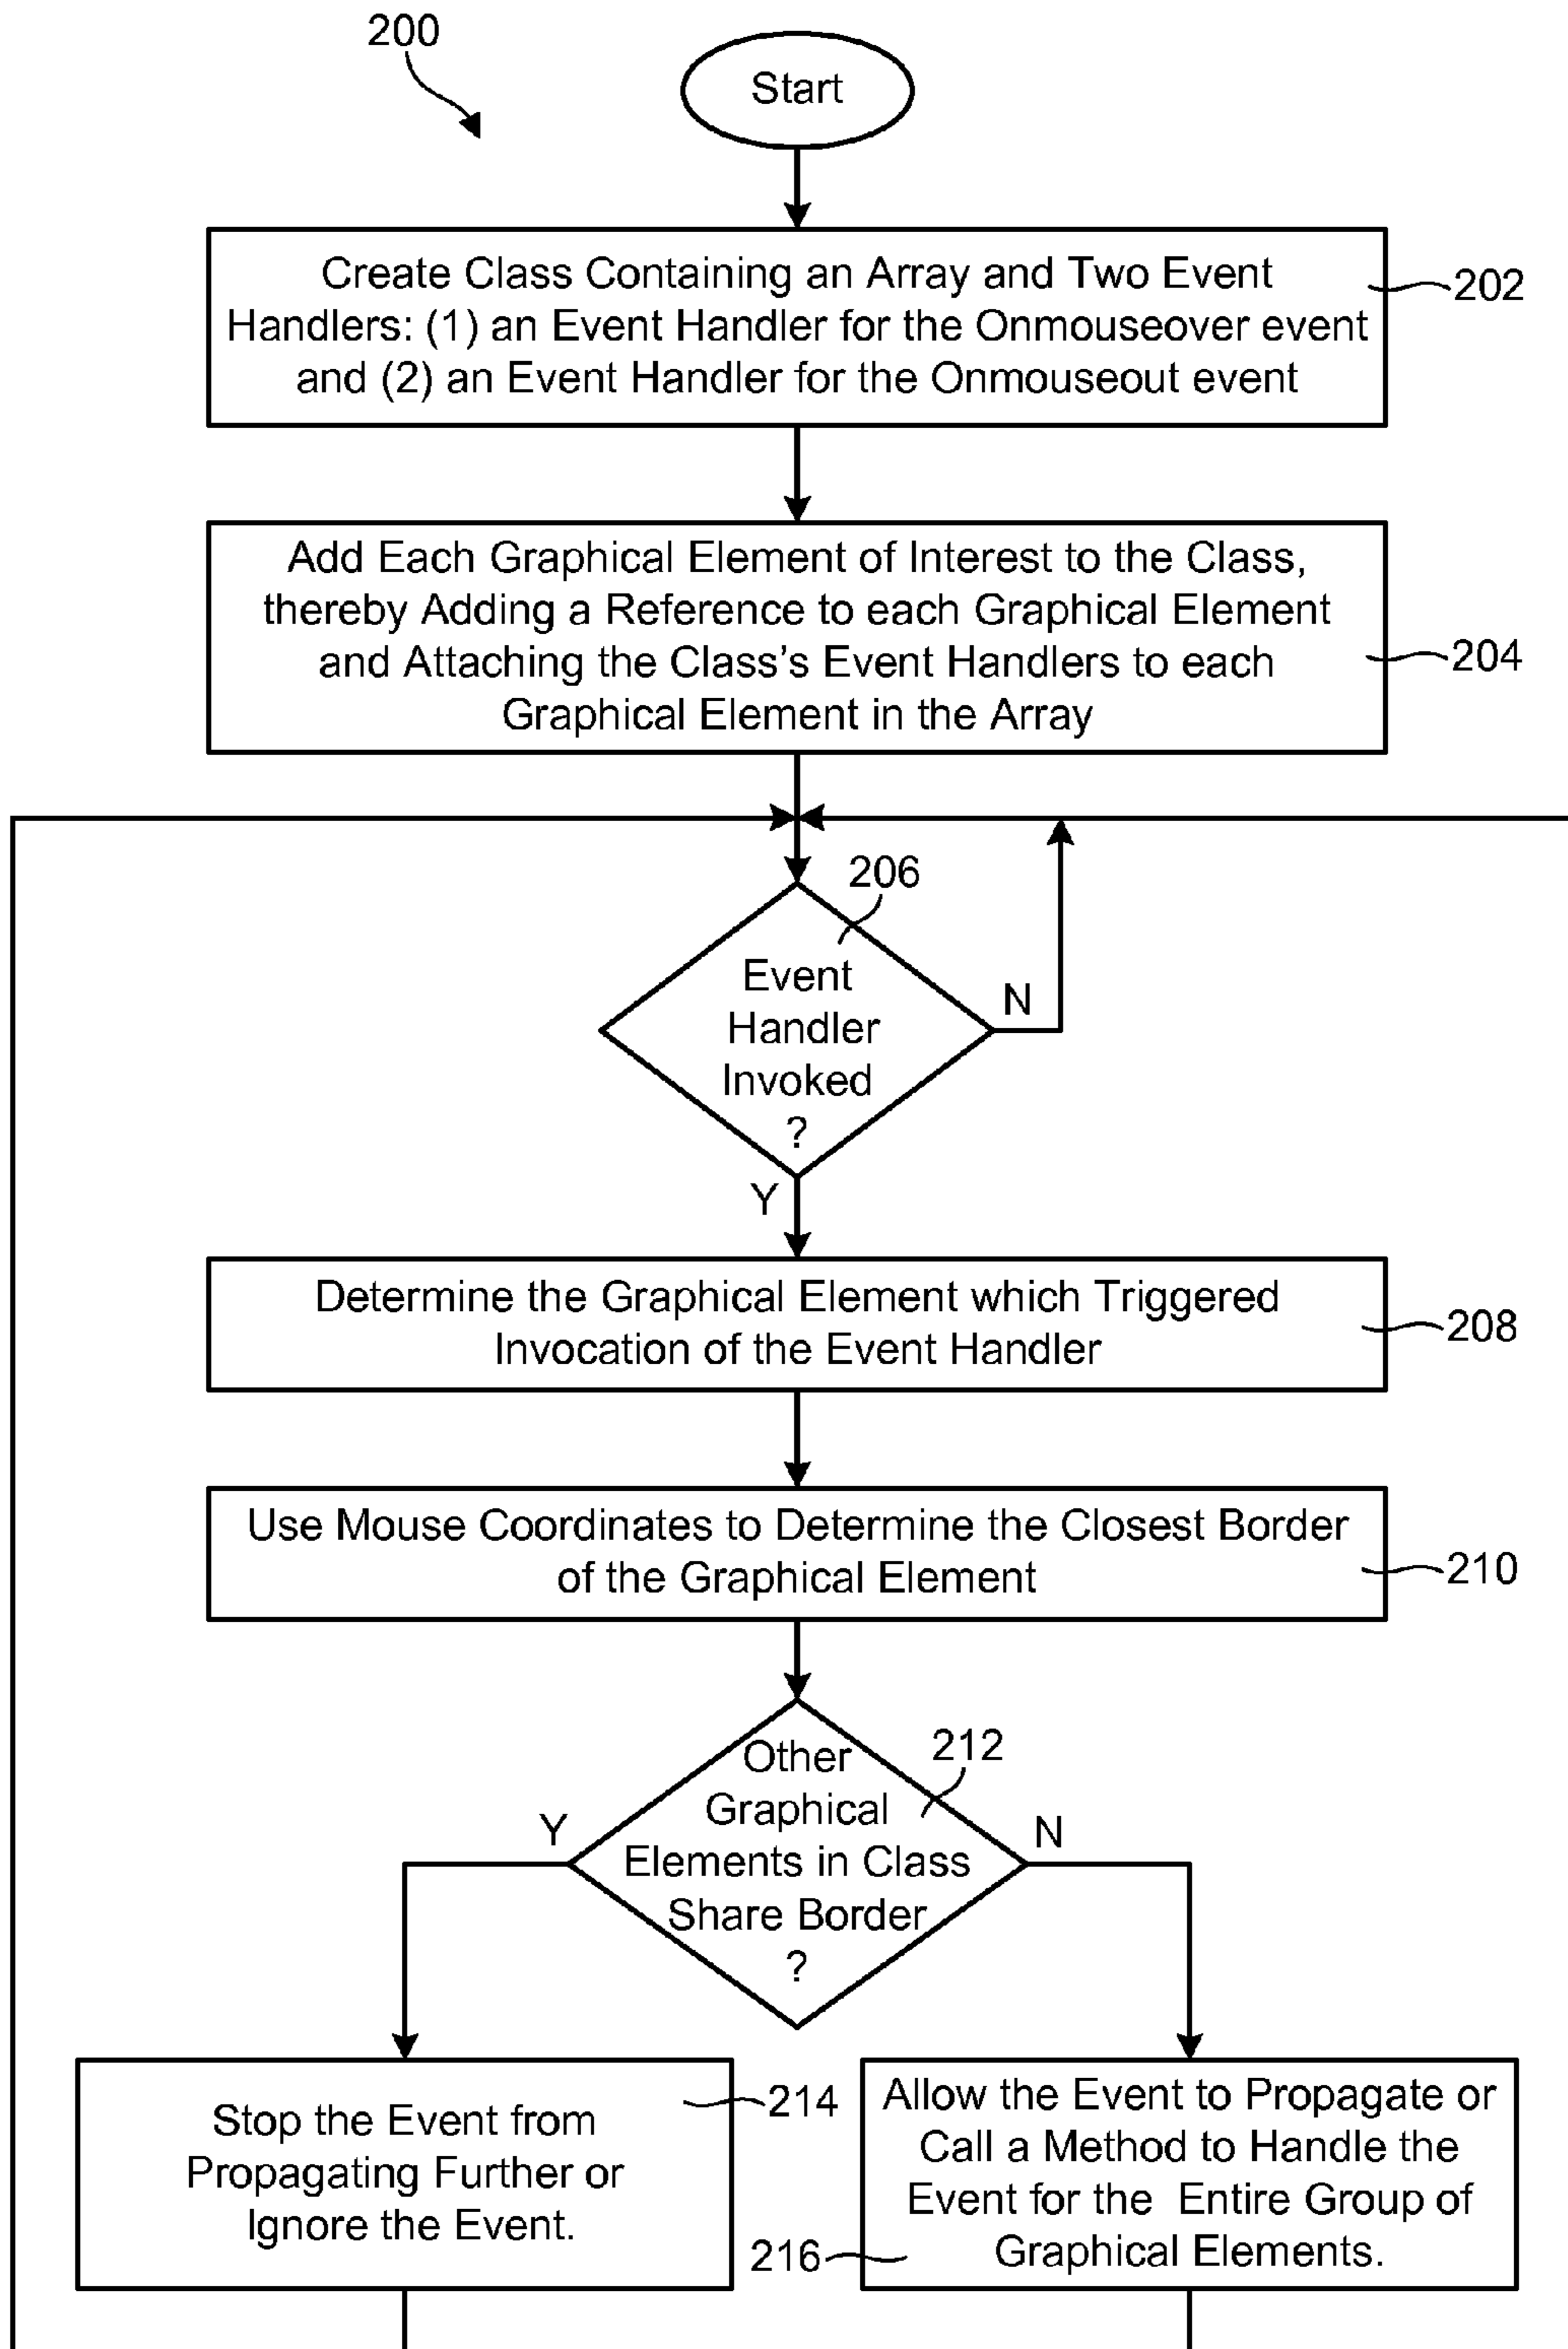 200
Start
Create Class Containing an Array and Two Event
Handlers: (1) an Event Handler for the Onmouseover event
and (2) an Event Handler for the Onmouseout event
202
Add Each Graphical Element of Interest to the Class,
thereby Adding a Reference to each Graphical Element
and Attaching the Class's Event Handlers to each
Graphical Element in the Array
204
206
Event
Handler
Invoked
?
N
Y
Determine the Graphical Element which Triggered
Invocation of the Event Handler
208
Use Mouse Coordinates to Determine the Closest Border
of the Graphical Element
210
212
Other
Graphical
Elements in Class
Share Border
?
Y
N
Stop the Event from
Propagating Further or
Ignore the Event.
214
Allow the Event to Propagate or
Call a Method to Handle the
Event for the Entire Group of
Graphical Elements.
216